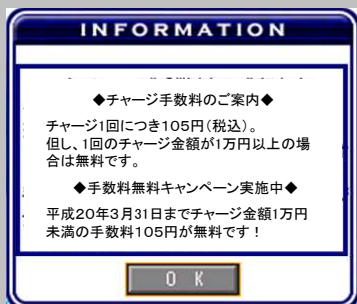 INFORMATION
◆チャージ手数料のご案内◆
チャージ1回につき105円(税込)。
但し、1回のチャージ金額が1万円以上の場
合は無料です。
◆手数料無料キャンペーン実施中◆
平成20年3月31日までチャージ金額1万円
未満の手数料105円が無料です！
OK